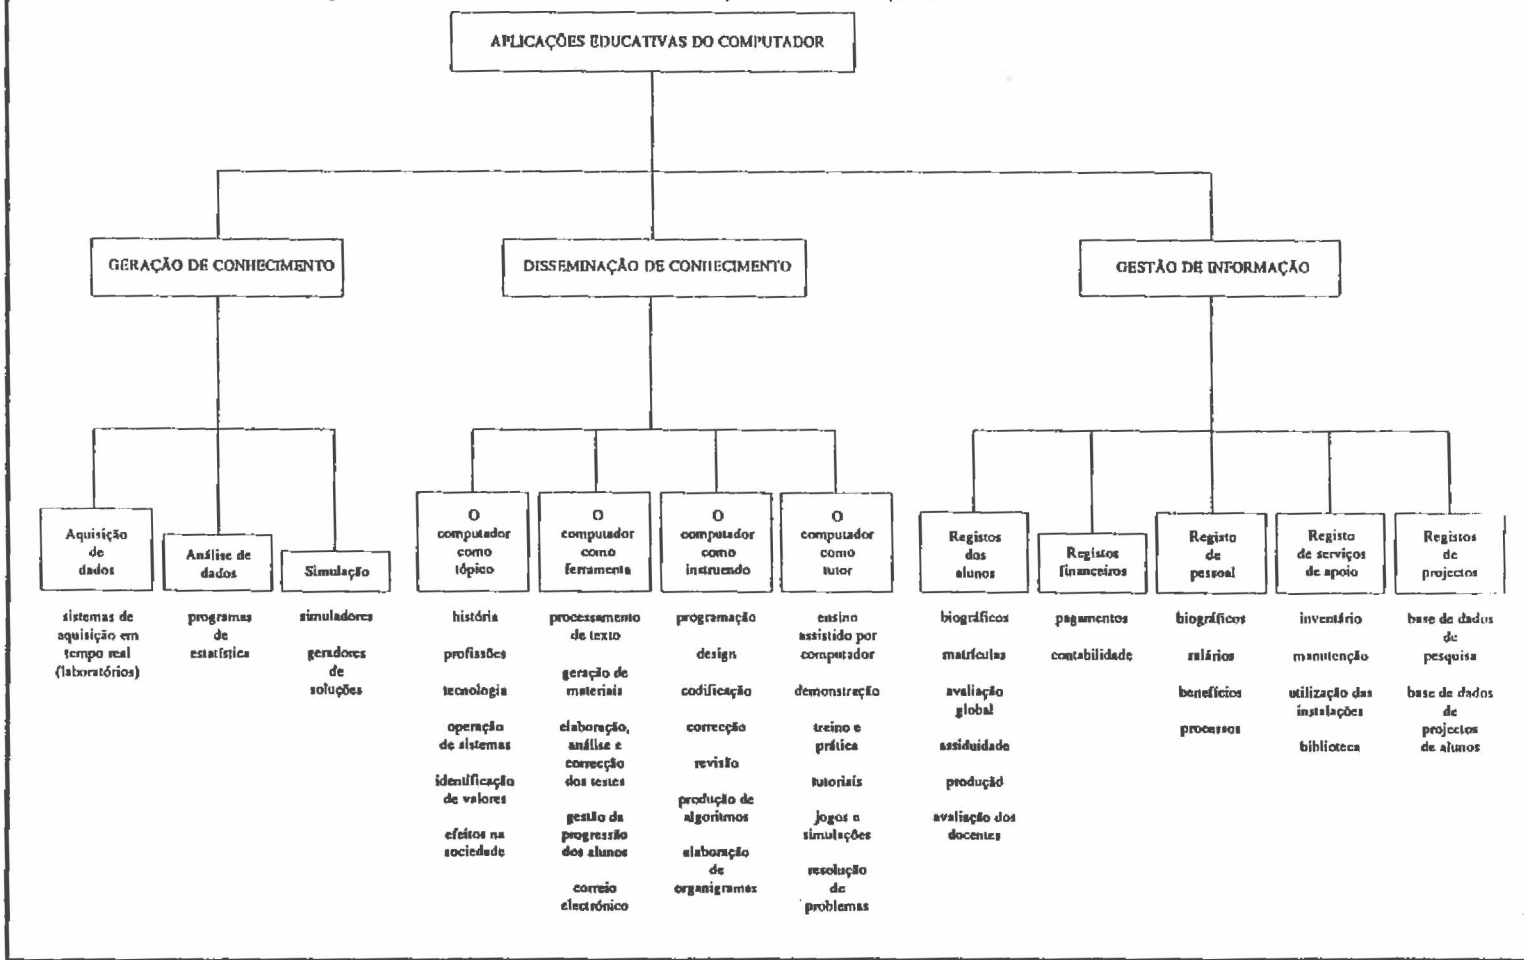 APLICAÇÕES EDUCATIVAS DO COMPUTADOR
GERAÇÃO DE CONHECIMENTO
DISSEMINAÇÃO DE CONHECIMENTO
GESTÃO DE INFORMAÇÃO
Aquisição
de
dados
sistemas de
aquisição em
tempo real
(laboratórios)
Análise de
dados
programas
de
estatística
Simulação
simuladores
geradores
de
soluções
O
computador
como
tópico
história
profissões
tecnologia
operação
de sistemas
identificação
de valores
efeitos na
sociedade
O
computador
como
ferramenta
processamento
de texto
geração de
materiais
elaboração,
análise e
correcção
dos testes
gestão da
progressão
dos alunos
correio
electrónico
O
computador
como
instruendo
programação
design
codificação
correcção
revisão
produção de
algoritmos
elaboração
de
organigramas
O
computador
como
tutor
ensino
assistido por
computador
demonstração
treino e
prática
tutoriais
jogos e
simulações
resolução
de
problemas
Registos
dos
alunos
biográficos
matrículas
avaliação
global
assiduidade
produção
avaliação dos
docentes
Registos
financeiros
pagamentos
contabilidade
Registo
de
pessoal
biográficos
salários
benefícios
processos
Registo
de serviços
de apoio
inventário
manutenção
utilização das
instalações
biblioteca
Registos
de
projectos
base de dados
de
pesquisa
base de dados
de
projectos
de alunos